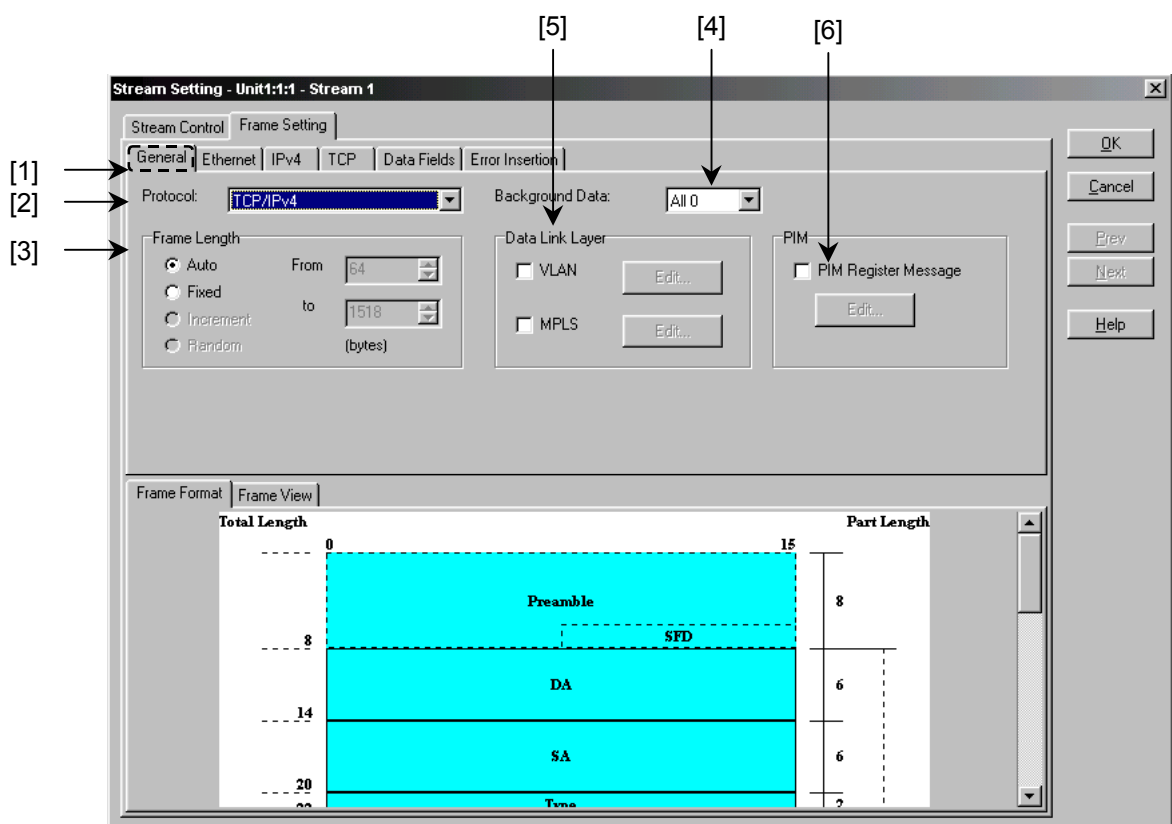 [5] [4] [6]
Stream Setting - Unit1:1:1 - Stream 1
Stream Control Frame Setting
OK
[1] General Ethernet IPv4 TCP Data Fields Error Insertion
Cancel
[2] Protocol: TCP/IPv4 Background Data: All 0
Prev
[3] Frame Length Data Link Layer PIM
Auto From 64 VLAN Edit... PIM Register Message
Next
Fixed
to 1518 Edit...
Increment MPLS Edit...
Help
Random (bytes)
Frame Format Frame View
Total Length Part Length
0 15
Preamble 8
8 SFD
DA 6
14
SA 6
20
Type 2
22